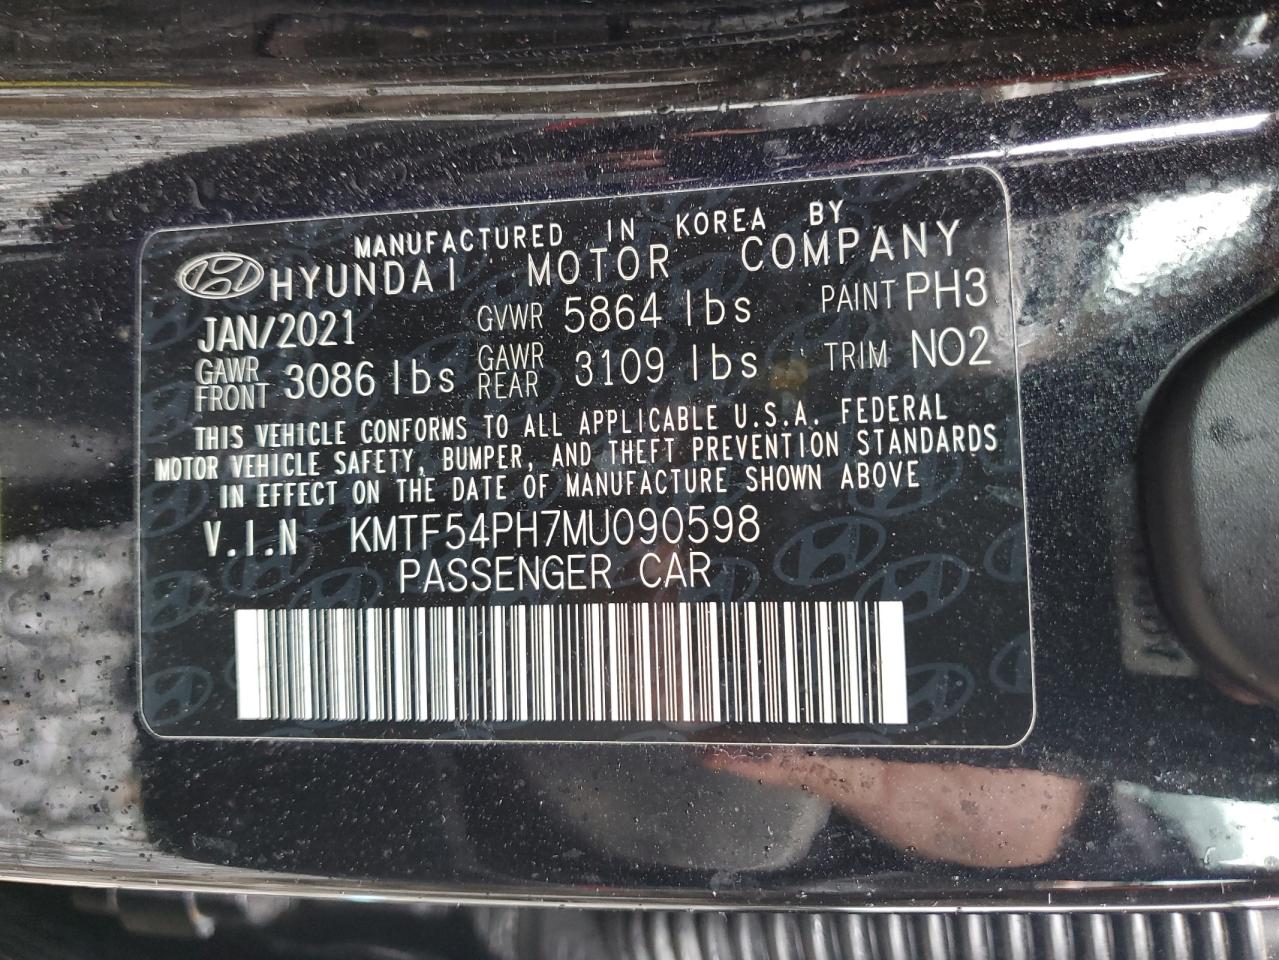 MANUFACTURED IN KOREA BY
HYUNDAI MOTOR COMPANY
JAN/2021 GVWR 5864 lbs PAINT PH3
GAWR FRONT 3086 lbs GAWR REAR 3109 lbs TRIM NO2
THIS VEHICLE CONFORMS TO ALL APPLICABLE U.S.A. FEDERAL
MOTOR VEHICLE SAFETY, BUMPER, AND THEFT PREVENTION STANDARDS
IN EFFECT ON THE DATE OF MANUFACTURE SHOWN ABOVE
V.I.N KMTF54PH7MU090598
PASSENGER CAR